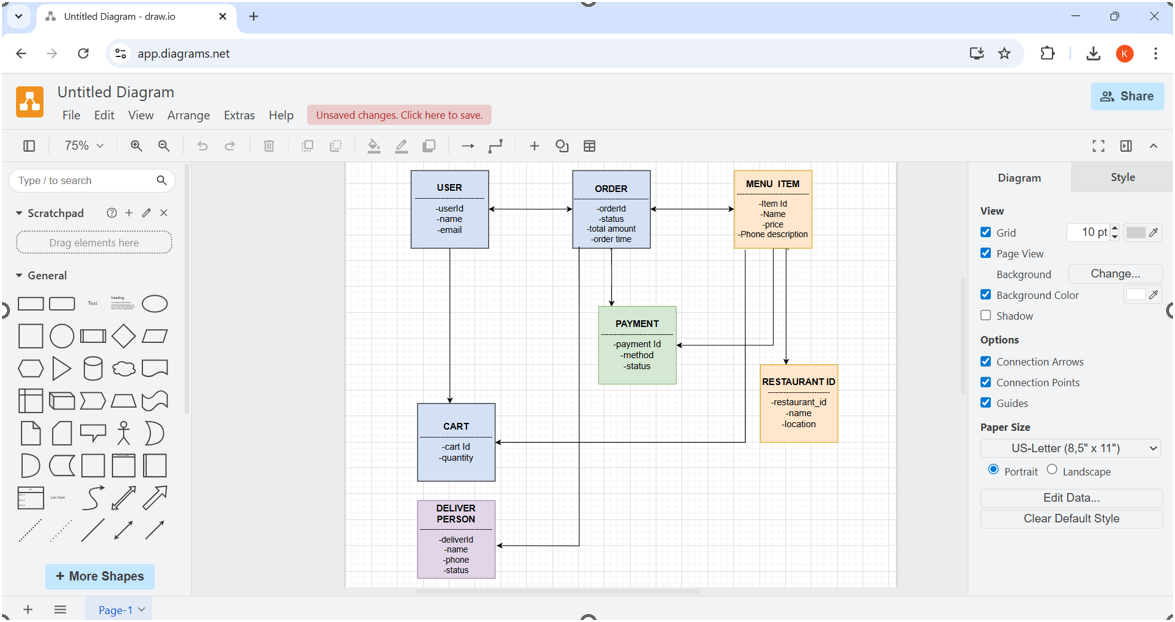 Untitled Diagram - draw.io
app.diagrams.net
K
Untitled Diagram
File Edit View Arrange Extras Help
Unsaved changes. Click here to save.
Share
75%
Type / to search
Scratchpad
Drag elements here
General
Text
Heading
List Item
+ More Shapes
Page-1
USER
-userId
-name
-email
ORDER
-orderId
-status
-total amount
-order time
MENU ITEM
-Item Id
-Name
-price
-Phone description
PAYMENT
-payment Id
-method
-status
RESTAURANT ID
-restaurant_id
-name
-location
CART
-cart Id
-quantity
DELIVER
PERSON
-deliverId
-name
-phone
-status
Diagram Style
View
Grid 10 pt
Page View
Background Change...
Background Color
Shadow
Options
Connection Arrows
Connection Points
Guides
Paper Size
US-Letter (8,5" x 11")
Portrait Landscape
Edit Data...
Clear Default Style